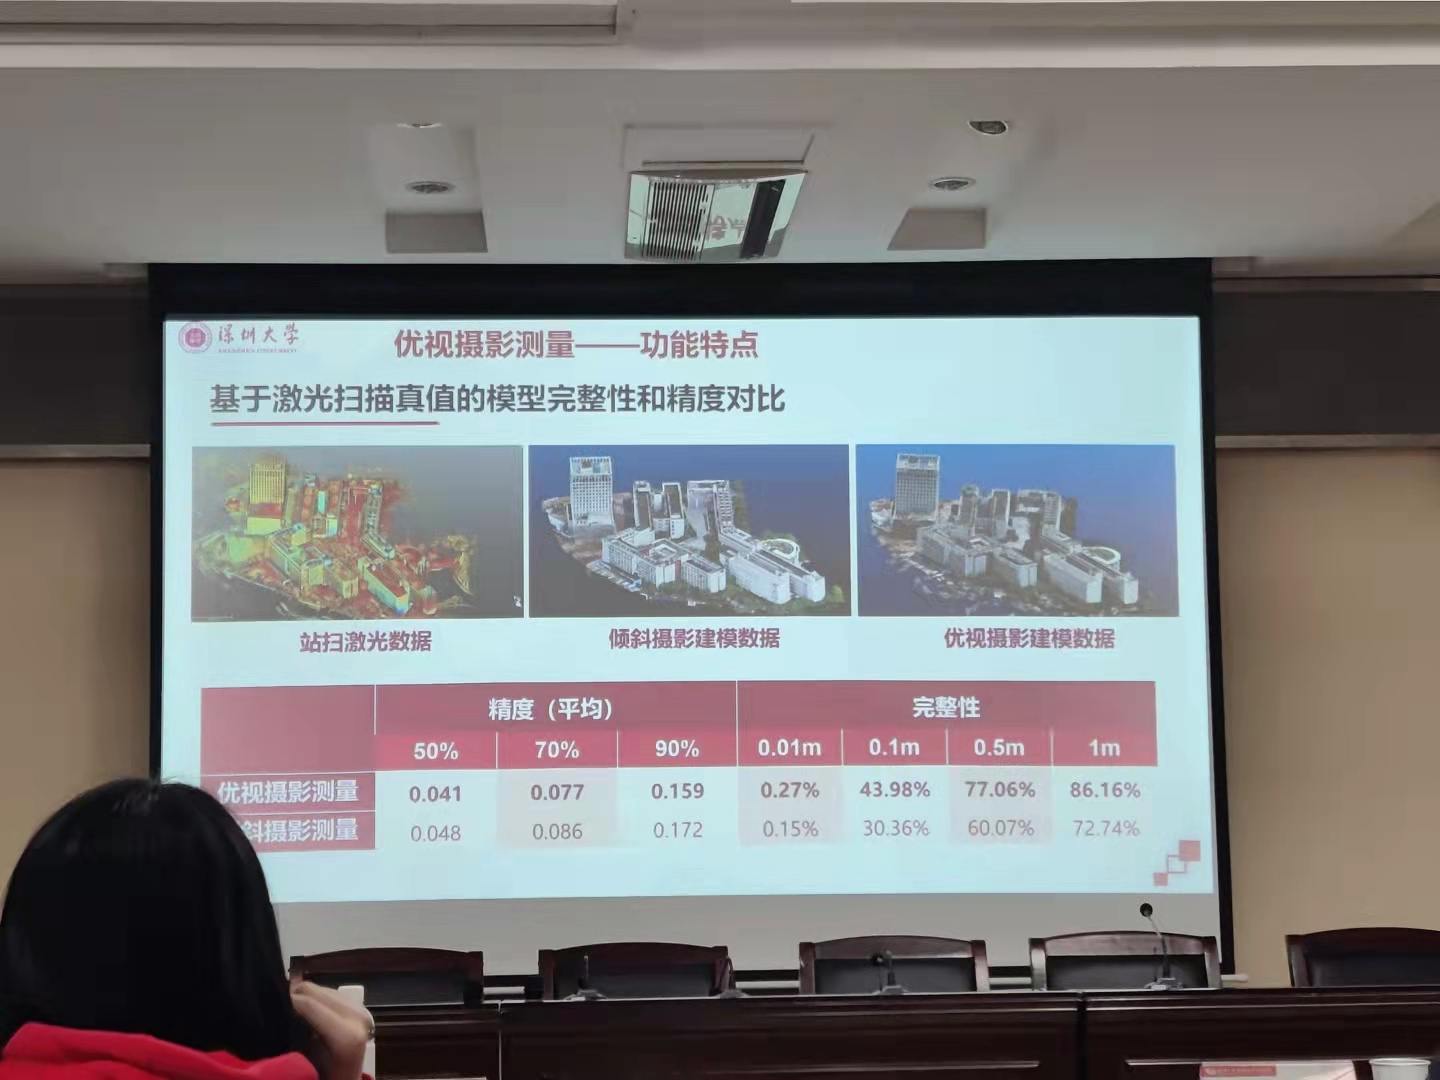 深圳大学
优视摄影测量——功能特点
基于激光扫描真值的模型完整性和精度对比
站扫激光数据
倾斜摄影建模数据
优视摄影建模数据
精度（平均）
完整性
50% 70% 90% 0.01m 0.1m 0.5m 1m
优视摄影测量 0.041 0.077 0.159 0.27% 43.98% 77.06% 86.16%
斜摄影测量 0.048 0.086 0.172 0.15% 30.36% 60.07% 72.74%